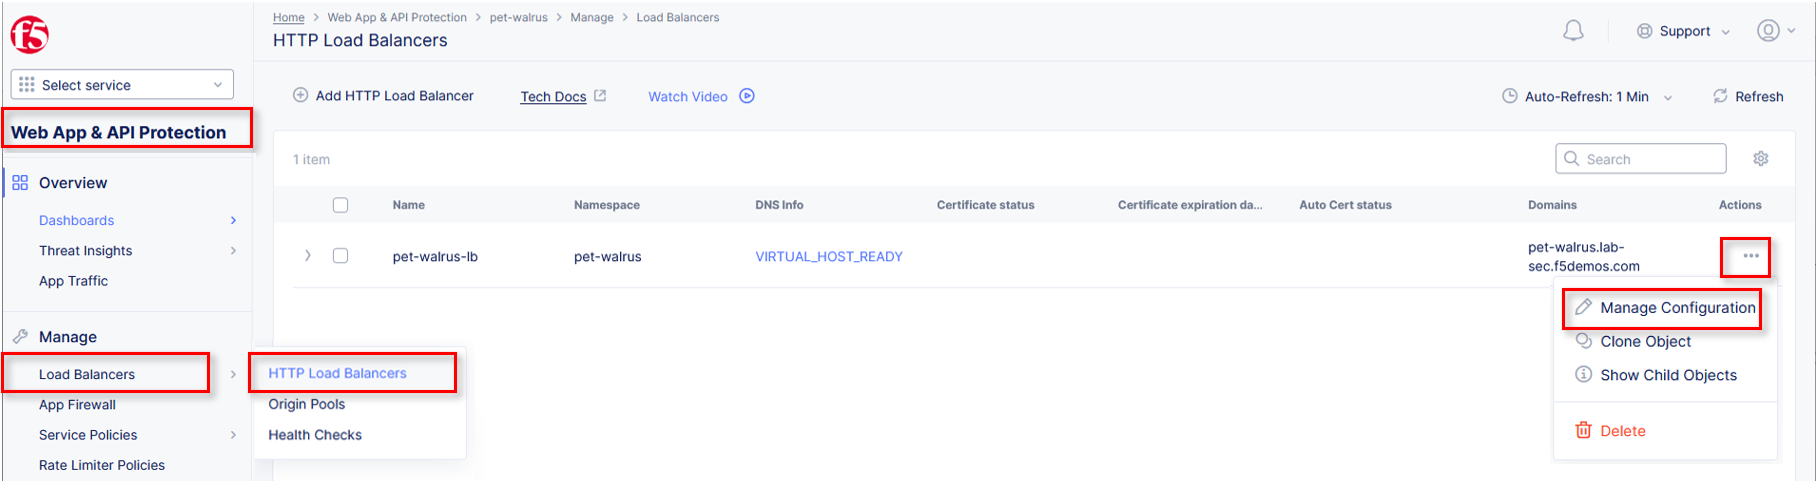 f5
Select service
Web App & API Protection
Overview
Dashboards
Threat Insights
App Traffic
Manage
Load Balancers
App Firewall
Service Policies
Rate Limiter Policies
HTTP Load Balancers
Origin Pools
Health Checks
Home > Web App & API Protection > pet-walrus > Manage > Load Balancers
HTTP Load Balancers
Support
Add HTTP Load Balancer
Tech Docs
Watch Video
Auto-Refresh: 1 Min
Refresh
1 item
Search
Name Namespace DNS Info Certificate status Certificate expiration da... Auto Cert status Domains Actions
pet-walrus-lb pet-walrus VIRTUAL_HOST_READY
pet-walrus.lab-
sec.f5demos.com
Manage Configuration
Clone Object
Show Child Objects
Delete